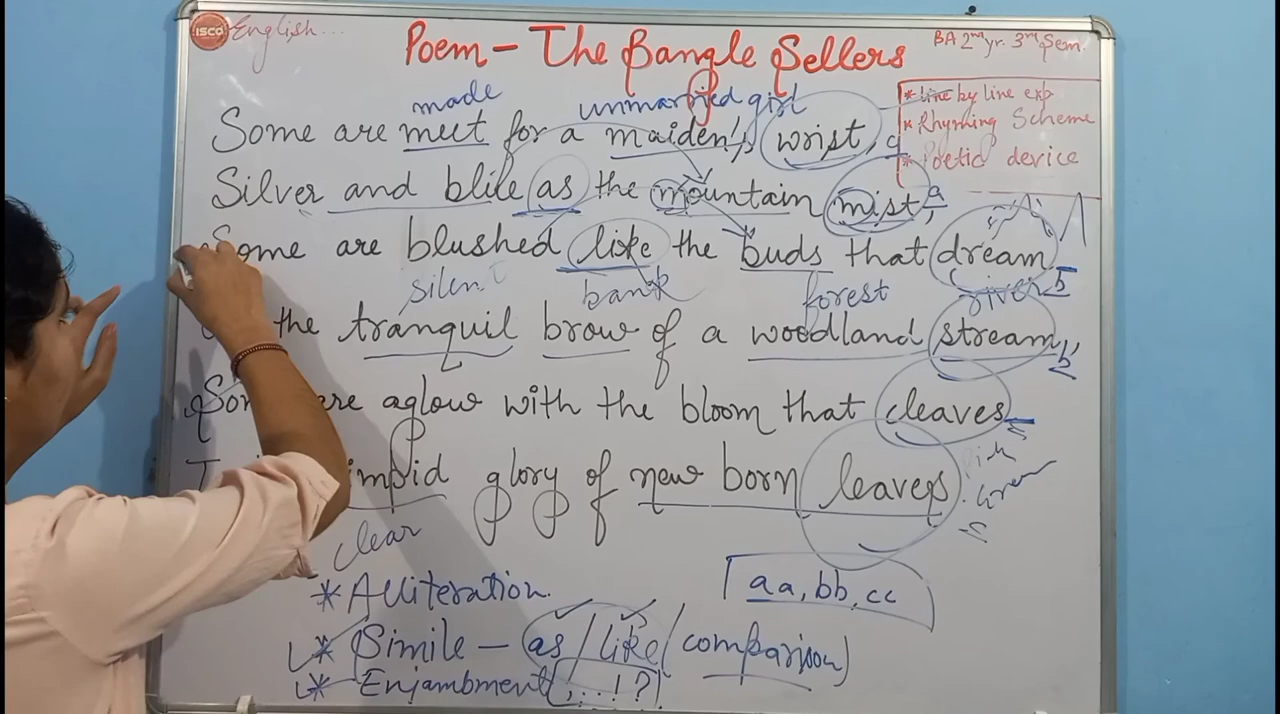 ISCO English...
Poem - The Bangle Sellers
BA 2nd yr. 3rd Sem.
* line by line exp
* Rhyming Scheme
* Poetic device
made unmarried girl
Some are meet for a maiden's wrist, a
Silver and blue as the mountain mist, a
Some are blushed like the buds that dream b
silent bank forest river
the tranquil brow of a woodland stream, b
are aglow with the bloom that cleaves
limpid glory of new born leaves
clear
* Alliteration.
aa, bb, cc
* Simile - as / like / comparison)
* Enjambment (, . . ! ?)